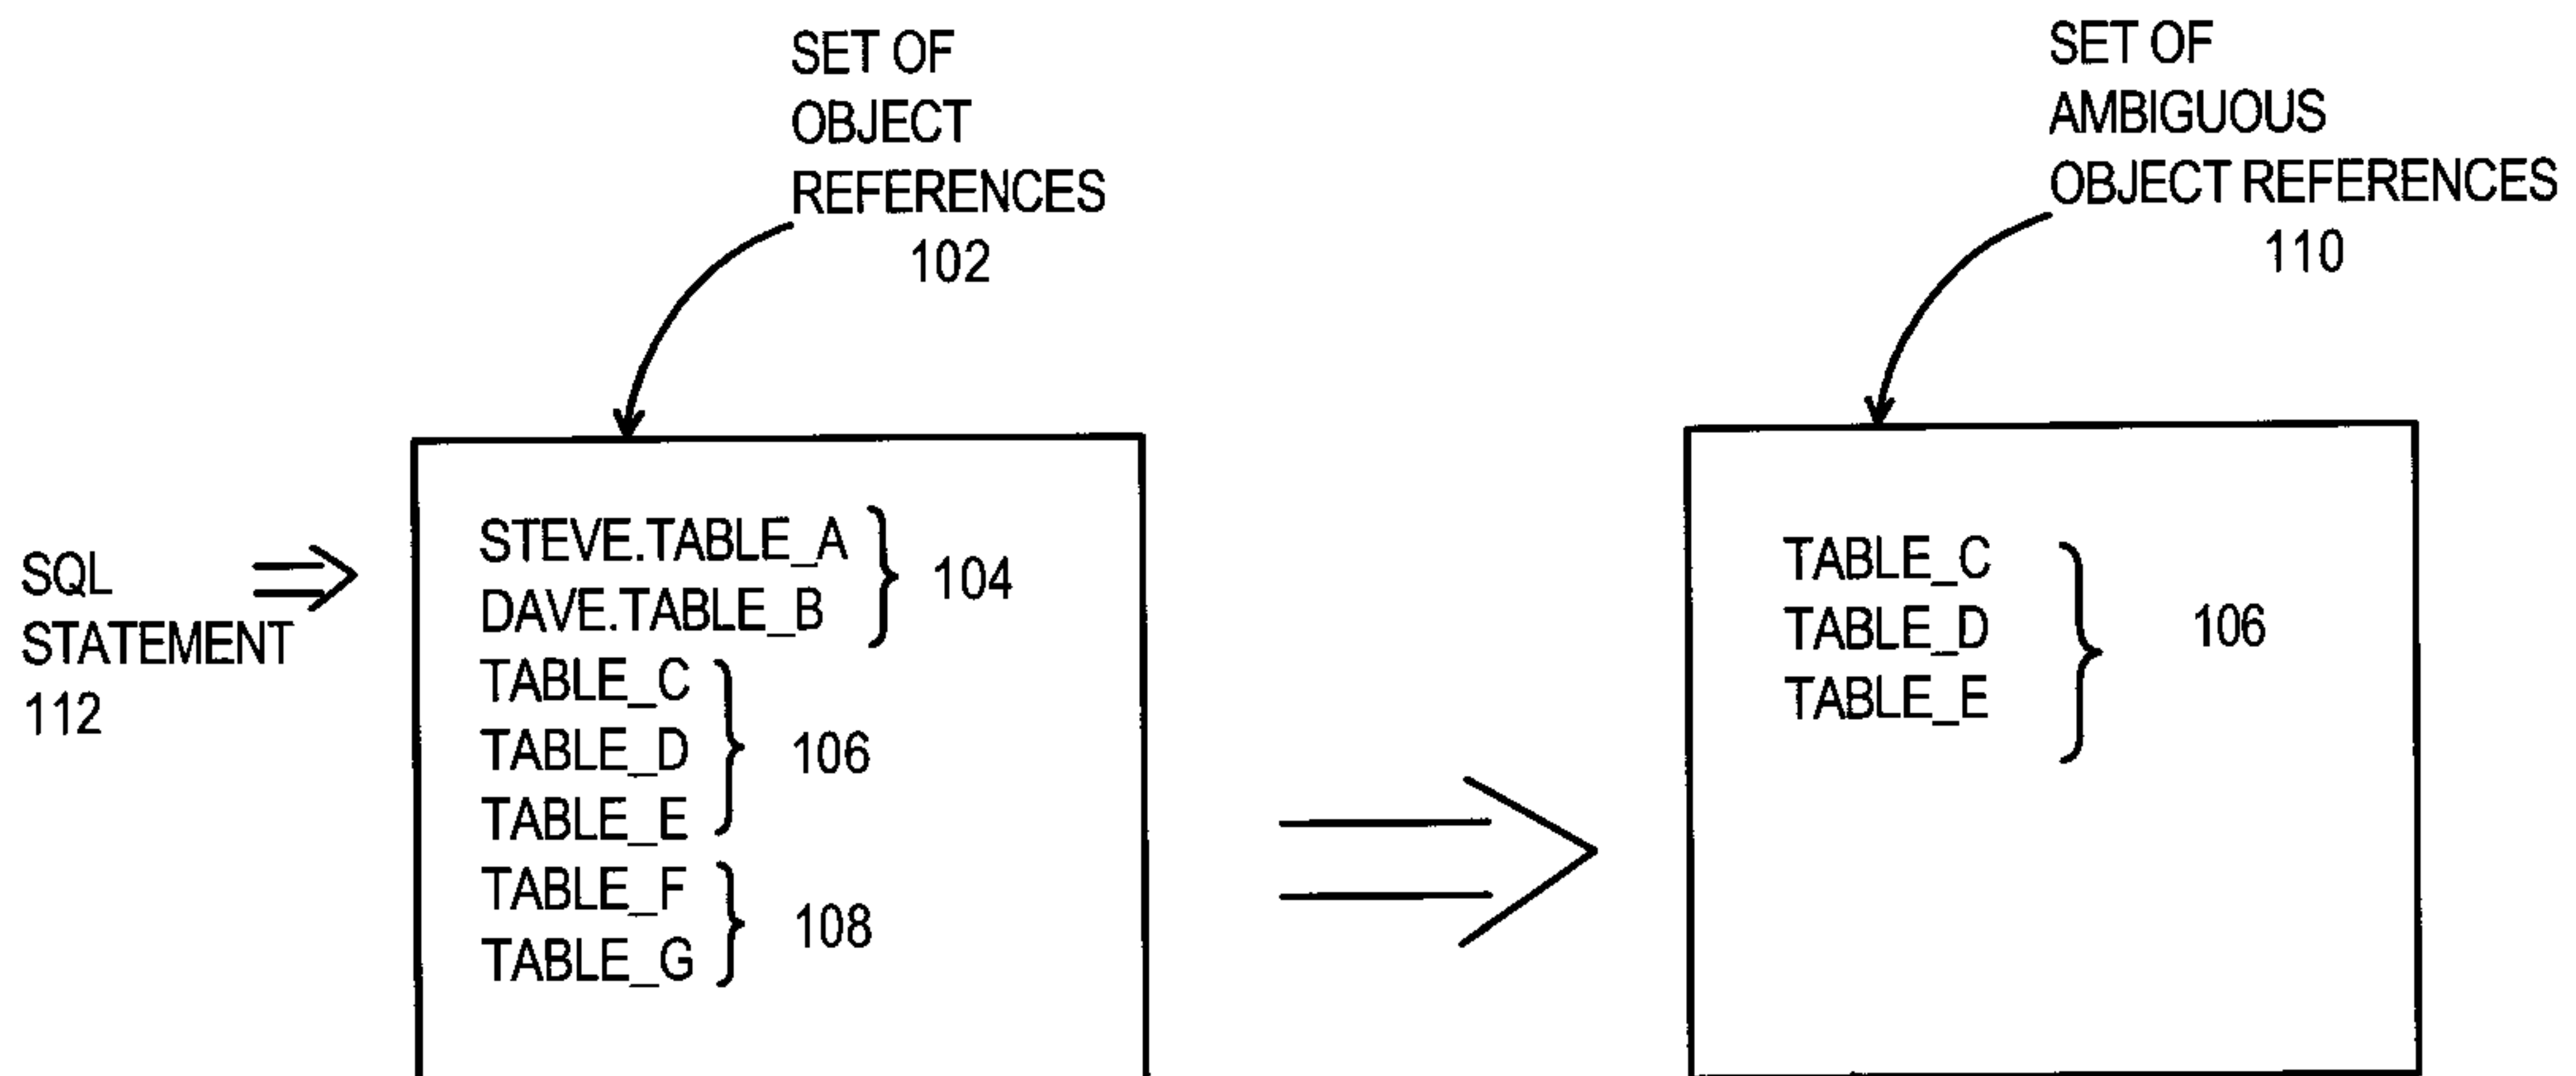 SET OF
OBJECT
REFERENCES
102
SET OF
AMBIGUOUS
OBJECT REFERENCES
110
SQL
STATEMENT
112
STEVE.TABLE_A
DAVE.TABLE_B
104
TABLE_C
TABLE_D
TABLE_E
106
TABLE_F
TABLE_G
108
TABLE_C
TABLE_D
TABLE_E
106